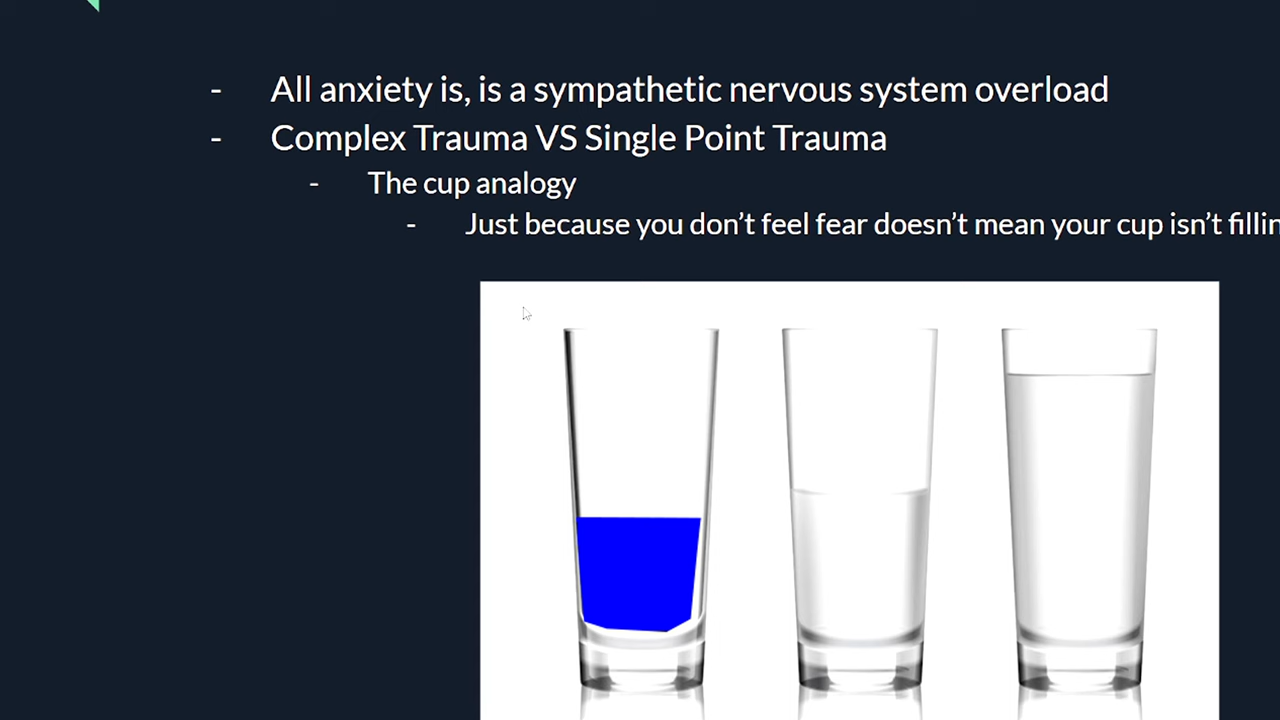 - All anxiety is, is a sympathetic nervous system overload
- Complex Trauma VS Single Point Trauma
- The cup analogy
- Just because you don’t feel fear doesn’t mean your cup isn’t